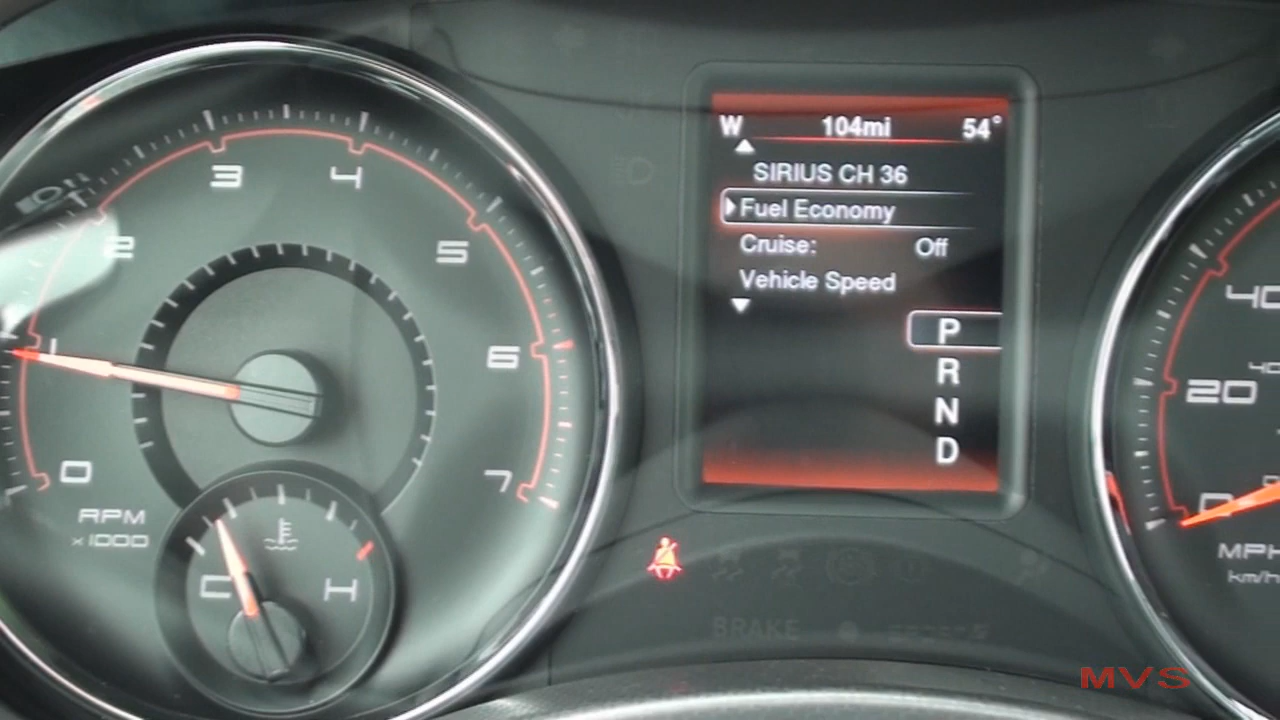 3 4
2 5
1 6
0 7
RPM
x1000
C H
W 104mi 54°
SIRIUS CH 36
Fuel Economy
Cruise: Off
Vehicle Speed
P
R
N
D
BRAKE
40
40
20
0
MPH
km/h
MVS